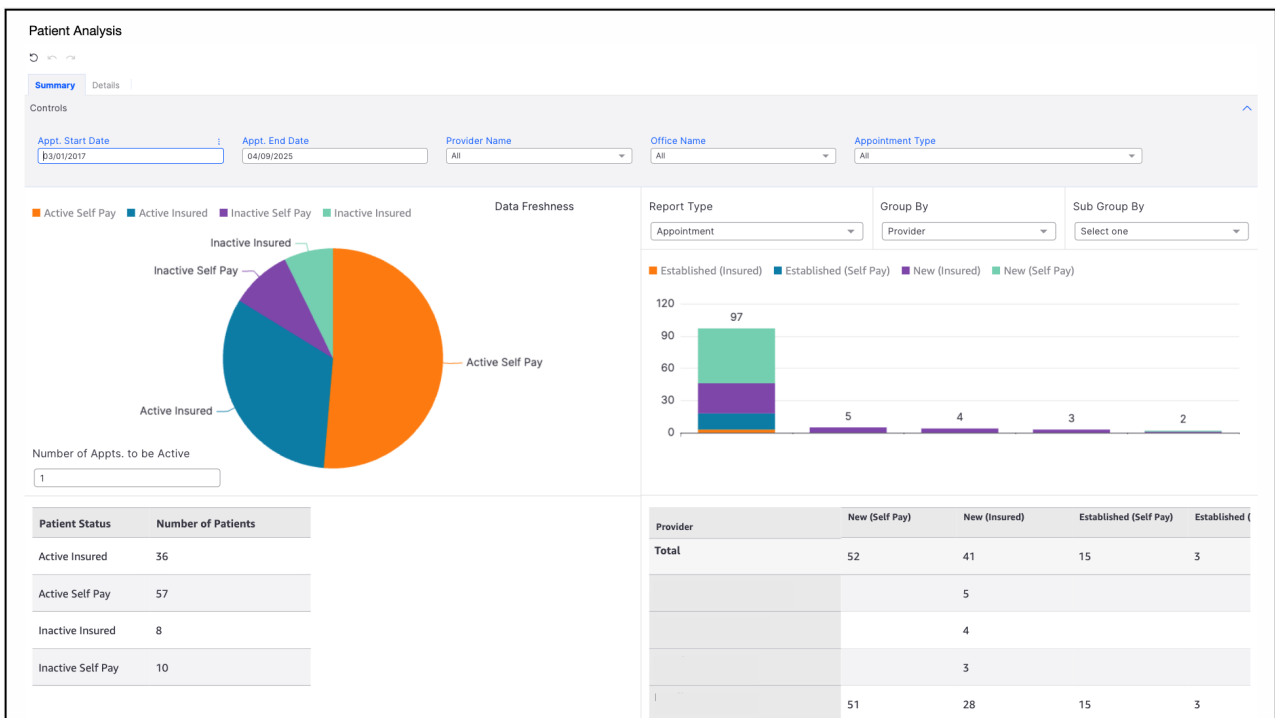 Patient Analysis
Summary Details
Controls
Appt. Start Date Appt. End Date Provider Name Office Name Appointment Type
03/01/2017 04/09/2025 All All All
Active Self Pay Active Insured Inactive Self Pay Inactive Insured
Data Freshness
Inactive Insured
Inactive Self Pay
Active Self Pay
Active Insured
Number of Appts. to be Active
1
Report Type Group By Sub Group By
Appointment Provider Select one
Established (Insured) Established (Self Pay) New (Insured) New (Self Pay)
120
90
60
30
0
97 5 4 3 2
Patient Status Number of Patients
Active Insured 36
Active Self Pay 57
Inactive Insured 8
Inactive Self Pay 10
Provider New (Self Pay) New (Insured) Established (Self Pay) Established (
Total 52 41 15 3
5
4
3
51 28 15 3